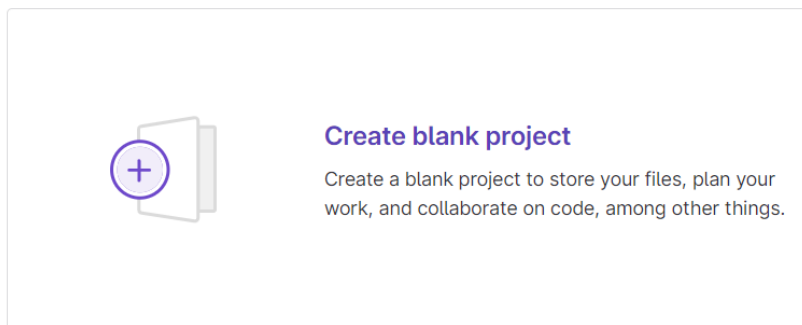 Create blank project
Create a blank project to store your files, plan your
work, and collaborate on code, among other things.